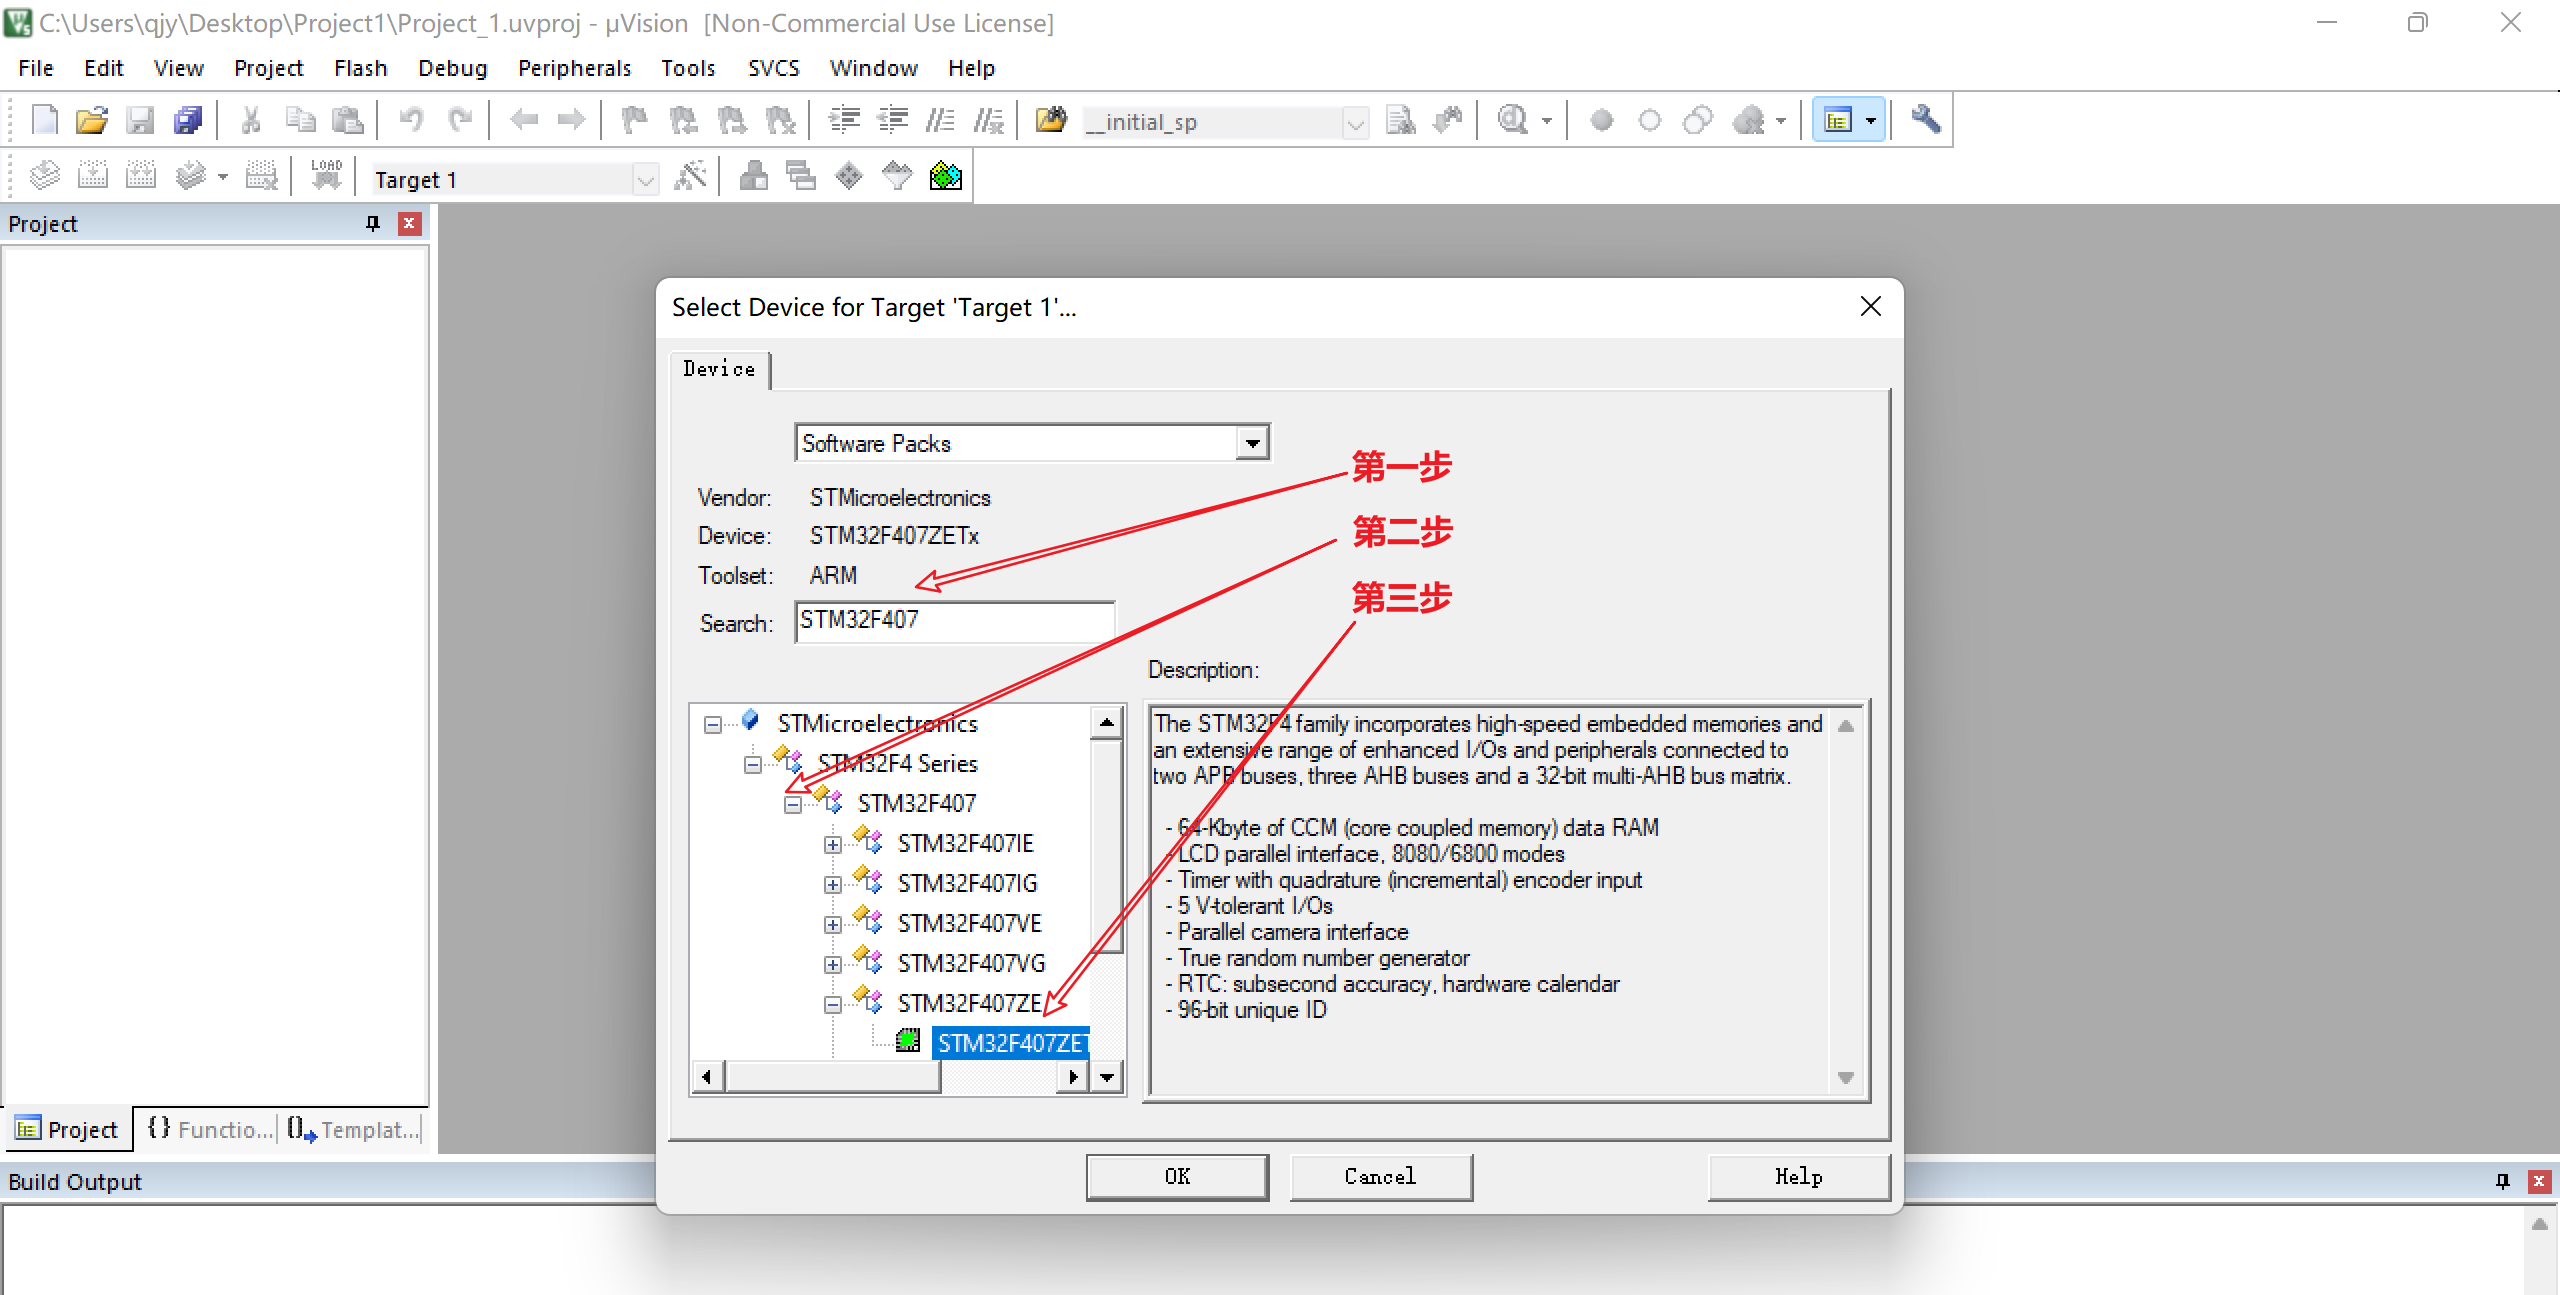 C:\Users\qjy\Desktop\Project1\Project_1.uvproj - µVision  [Non-Commercial Use License]
File Edit View Project Flash Debug Peripherals Tools SVCS Window Help
__initial_sp
LOAD
Target 1
Project
Select Device for Target 'Target 1'...
Device
Software Packs
第一步
Vendor: STMicroelectronics
第二步
Device: STM32F407ZETx
Toolset: ARM
第三步
Search: STM32F407
Description:
STMicroelectronics
STM32F4 Series
STM32F407
STM32F407IE
STM32F407IG
STM32F407VE
STM32F407VG
STM32F407ZE
STM32F407ZET
The STM32F4 family incorporates high-speed embedded memories and
an extensive range of enhanced I/Os and peripherals connected to
two APB buses, three AHB buses and a 32-bit multi-AHB bus matrix.
- 64-Kbyte of CCM (core coupled memory) data RAM
- LCD parallel interface, 8080/6800 modes
- Timer with quadrature (incremental) encoder input
- 5 V-tolerant I/Os
- Parallel camera interface
- True random number generator
- RTC: subsecond accuracy, hardware calendar
- 96-bit unique ID
Project {} Functio... Templat...
OK Cancel Help
Build Output